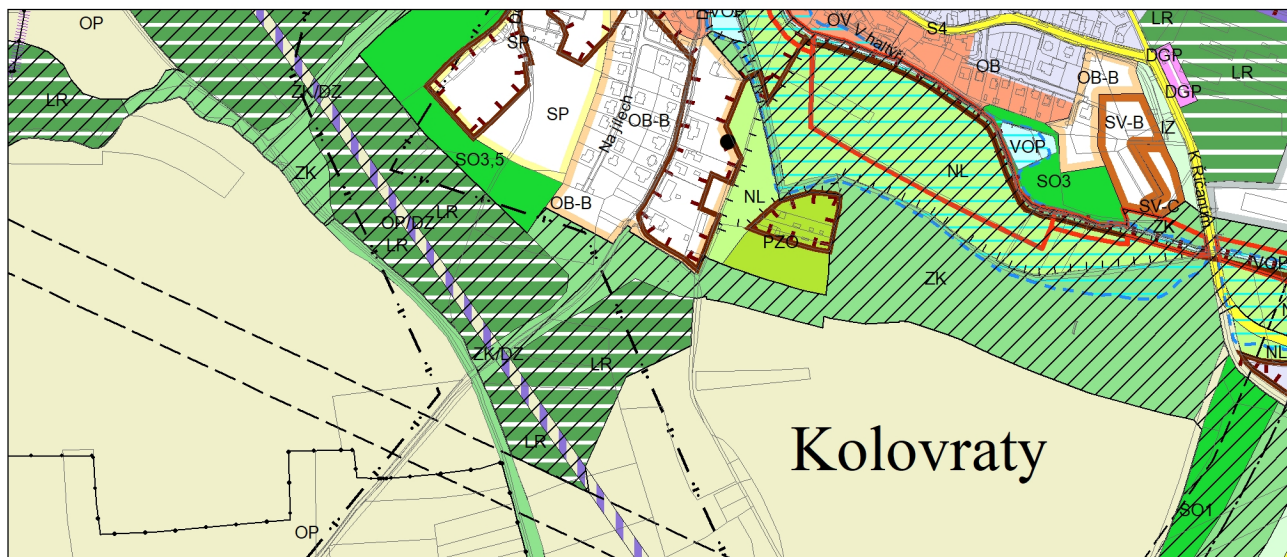 OP
SP
VOP
OV
V haltýři
S4
LR
DGP
OB
OB-B
LR
DGP
LR
ZK/DZ
SP
Na jílech
OB-B
SV-B
IZ
VOP
SO3,5
ZK
NL
SO3
K Říčanům
LR
OP/DZ
LR
OB-B
NL
SV-C
ZK
PZO
ZK
VOP
ZK/DZ
LR
NL
LR
Kolovraty
SO1
OP